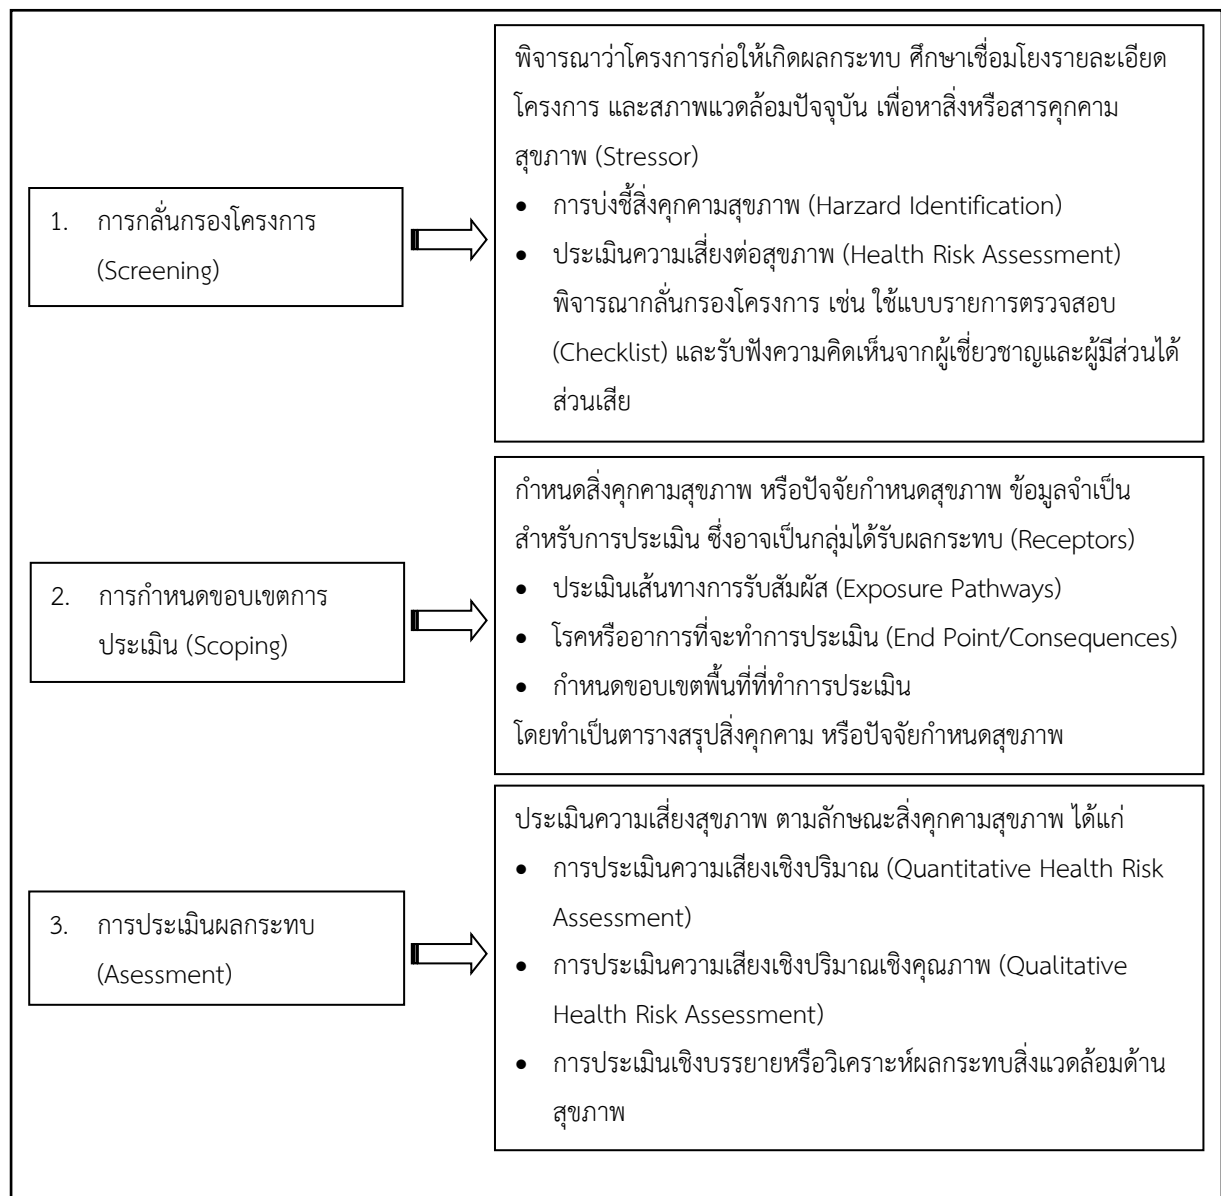 1. การกลั่นกรองโครงการ
(Screening)
พิจารณาว่าโครงการก่อให้เกิดผลกระทบ ศึกษาเชื่อมโยงรายละเอียด
โครงการ และสภาพแวดล้อมปัจจุบัน เพื่อหาสิ่งหรือสารคุกคาม
สุขภาพ (Stressor)
• การบ่งชี้สิ่งคุกคามสุขภาพ (Harzard Identification)
• ประเมินความเสี่ยงต่อสุขภาพ (Health Risk Assessment)
พิจารณากลั่นกรองโครงการ เช่น ใช้แบบรายการตรวจสอบ
(Checklist) และรับฟังความคิดเห็นจากผู้เชี่ยวชาญและผู้มีส่วนได้
ส่วนเสีย
2. การกำหนดขอบเขตการ
ประเมิน (Scoping)
กำหนดสิ่งคุกคามสุขภาพ หรือปัจจัยกำหนดสุขภาพ ข้อมูลจำเป็น
สำหรับการประเมิน ซึ่งอาจเป็นกลุ่มได้รับผลกระทบ (Receptors)
• ประเมินเส้นทางการรับสัมผัส (Exposure Pathways)
• โรคหรืออาการที่จะทำการประเมิน (End Point/Consequences)
• กำหนดขอบเขตพื้นที่ที่ทำการประเมิน
โดยทำเป็นตารางสรุปสิ่งคุกคาม หรือปัจจัยกำหนดสุขภาพ
3. การประเมินผลกระทบ
(Asessment)
ประเมินความเสี่ยงสุขภาพ ตามลักษณะสิ่งคุกคามสุขภาพ ได้แก่
• การประเมินความเสียงเชิงปริมาณ (Quantitative Health Risk
Assessment)
• การประเมินความเสียงเชิงปริมาณเชิงคุณภาพ (Qualitative
Health Risk Assessment)
• การประเมินเชิงบรรยายหรือวิเคราะห์ผลกระทบสิ่งแวดล้อมด้าน
สุขภาพ